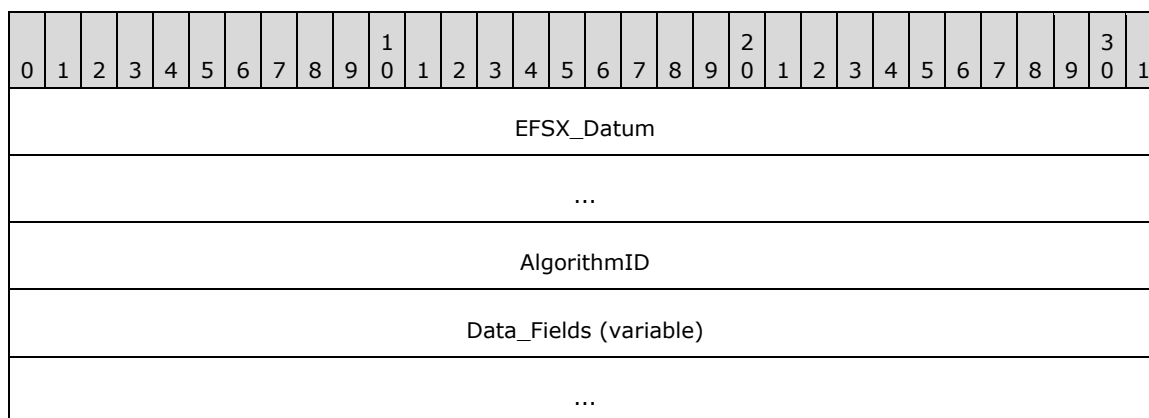 1 2 3
0 1 2 3 4 5 6 7 8 9 0 1 2 3 4 5 6 7 8 9 0 1 2 3 4 5 6 7 8 9 0 1
EFSX_Datum
...
AlgorithmID
Data_Fields (variable)
...